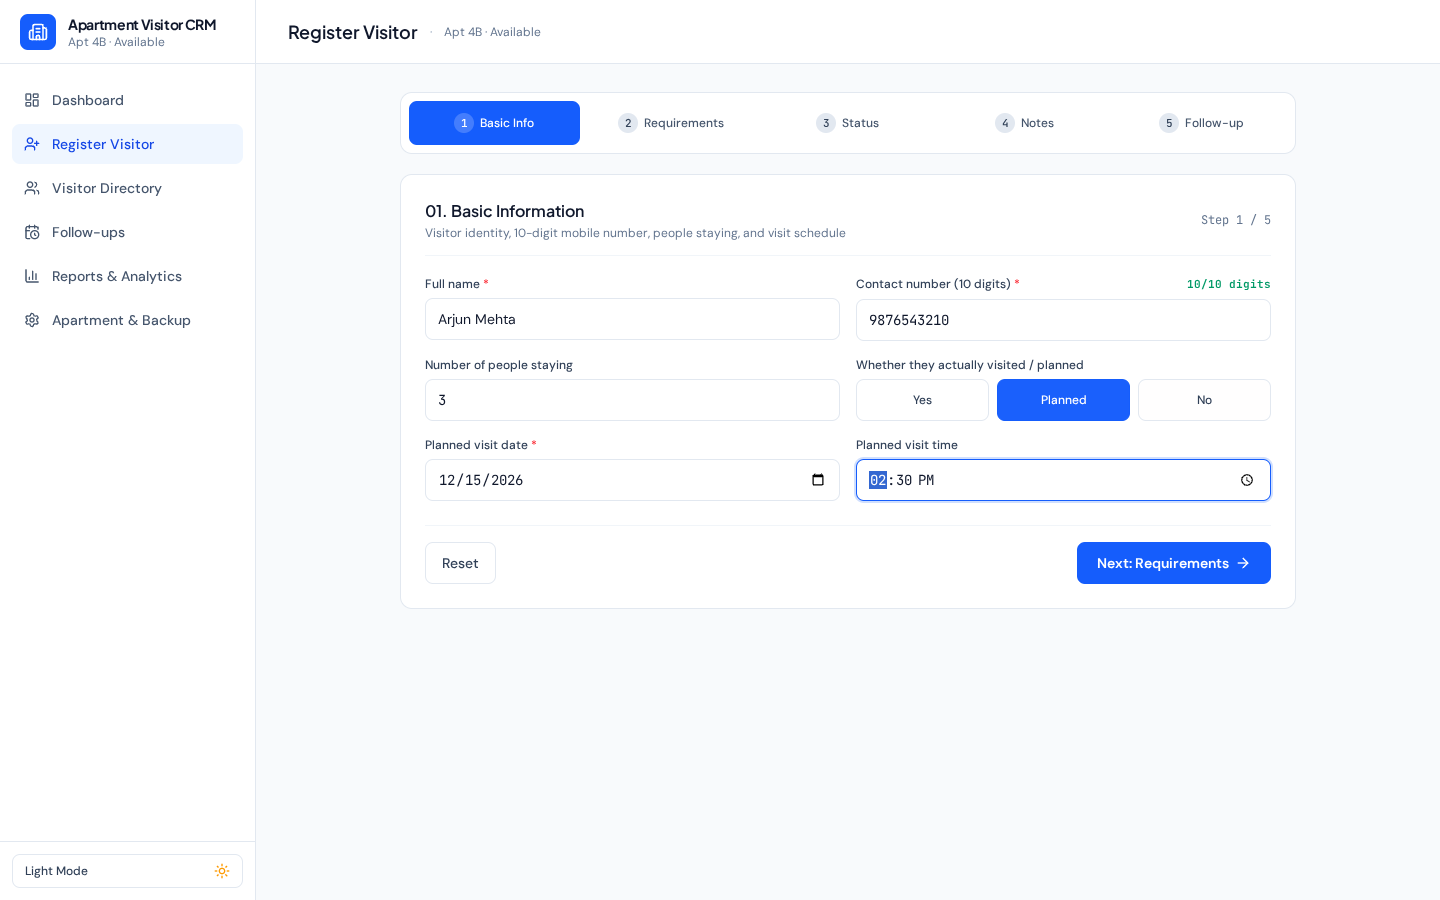 Apartment Visitor CRM
Apt 4B · Available
Dashboard
Register Visitor
Visitor Directory
Follow-ups
Reports & Analytics
Apartment & Backup
Light Mode
Register Visitor · Apt 4B · Available
1 Basic Info 2 Requirements 3 Status 4 Notes 5 Follow-up
01. Basic Information
Visitor identity, 10-digit mobile number, people staying, and visit schedule
Step 1 / 5
Full name *
Arjun Mehta
Contact number (10 digits) * 10/10 digits
9876543210
Number of people staying
3
Whether they actually visited / planned
Yes Planned No
Planned visit date *
12/15/2026
Planned visit time
02:30 PM
Reset
Next: Requirements →